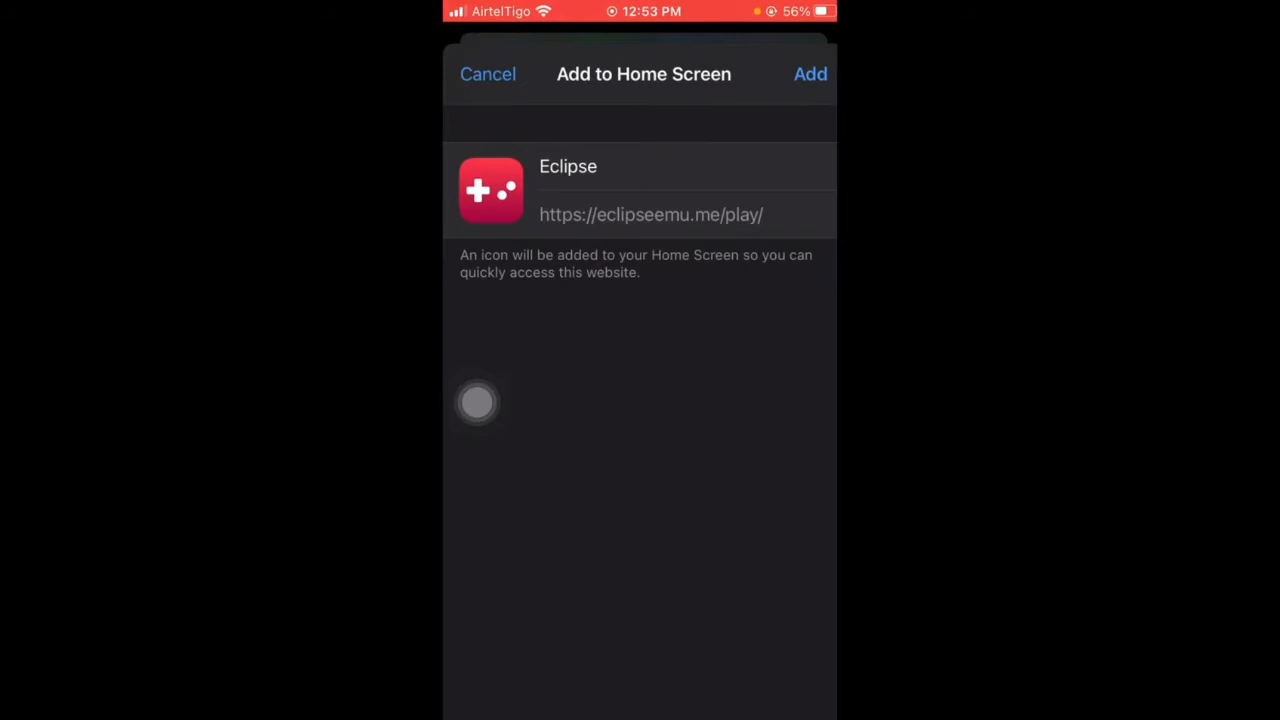 AirtelTigo 12:53 PM 56%
Cancel Add to Home Screen Add
Eclipse
https://eclipseemu.me/play/
An icon will be added to your Home Screen so you can
quickly access this website.